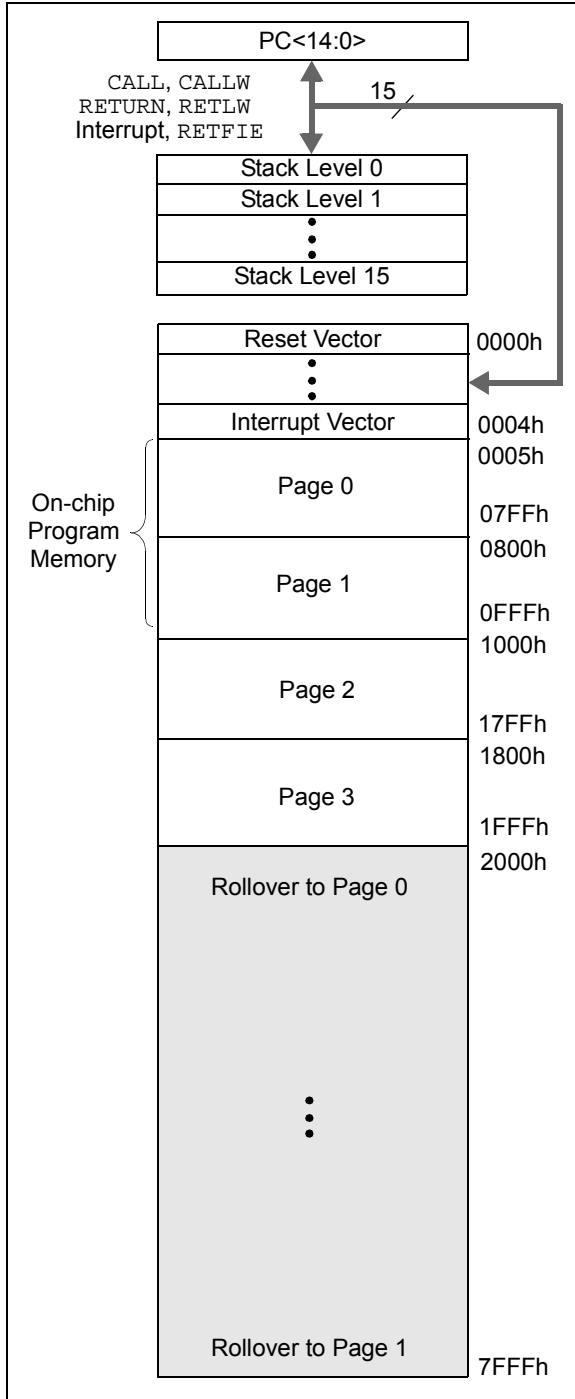 PC<14:0>
CALL, CALLW
RETURN, RETLW
Interrupt, RETFIE
15
Stack Level 0
Stack Level 1
Stack Level 15
Reset Vector
0000h
Interrupt Vector
0004h
On-chip
Program
Memory
0005h
Page 0
07FFh
0800h
Page 1
0FFFh
1000h
Page 2
17FFh
1800h
Page 3
1FFFh
2000h
Rollover to Page 0
Rollover to Page 1
7FFFh